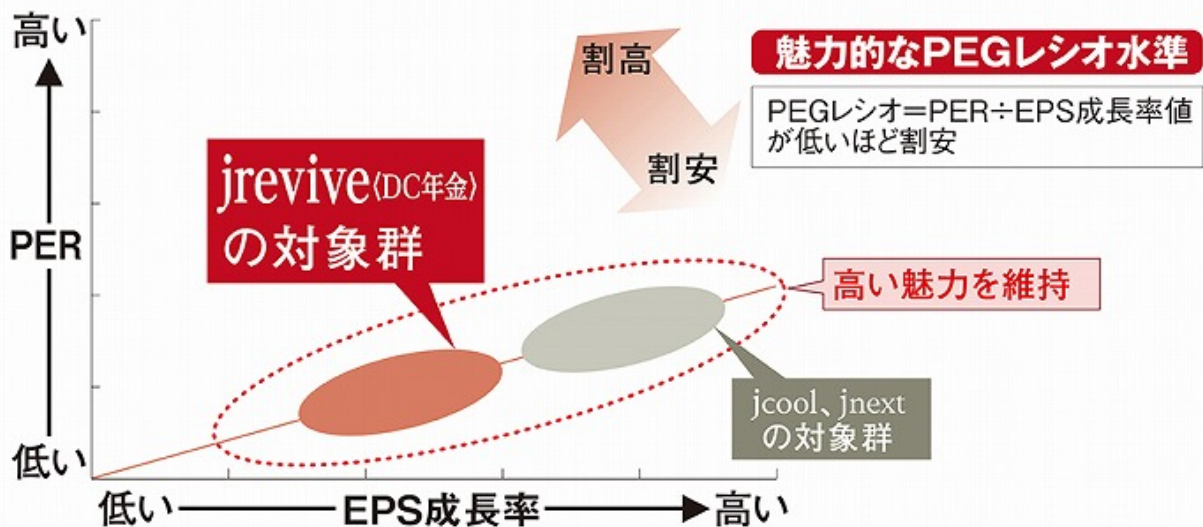 高い
割高
魅力的なPEGレシオ水準
PEGレシオ=PER÷EPS成長率値
が低いほど割安
割安
jrevive〈DC年金〉
の対象群
PER
高い魅力を維持
jcool、jnext
の対象群
低い
低い EPS成長率 高い